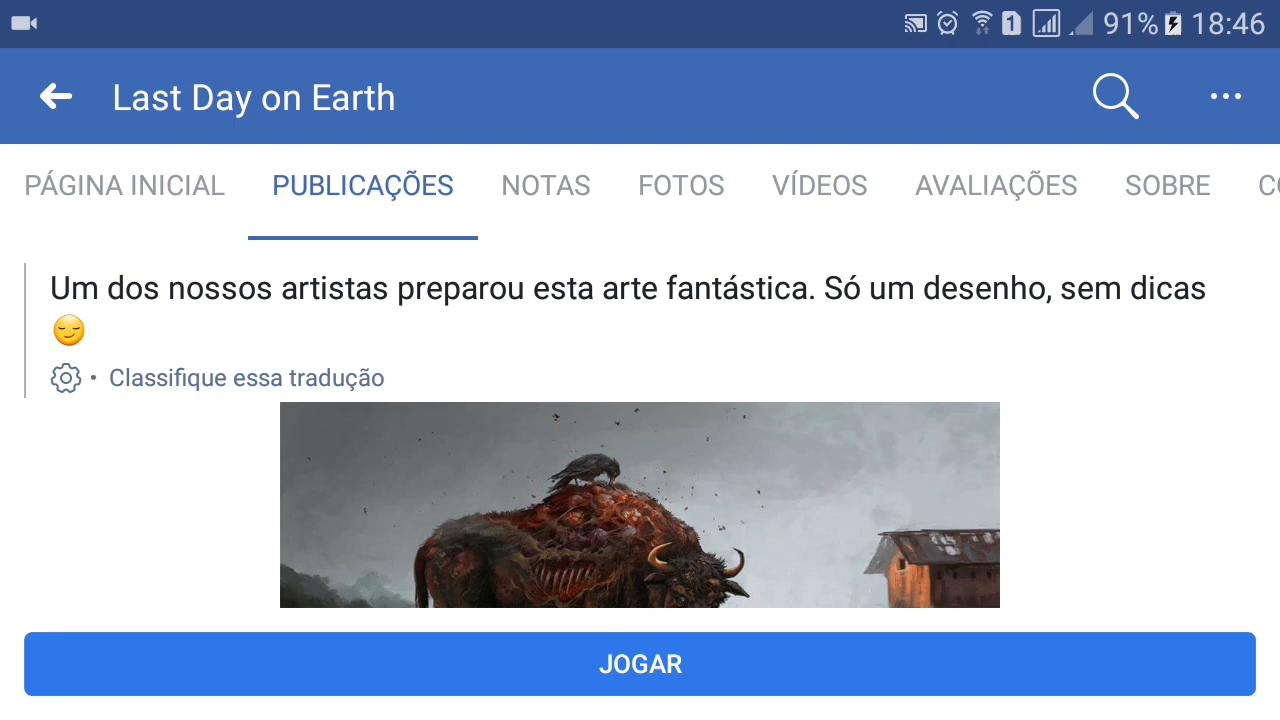 1 91% 18:46
Last Day on Earth
PÁGINA INICIAL PUBLICAÇÕES NOTAS FOTOS VÍDEOS AVALIAÇÕES SOBRE
Um dos nossos artistas preparou esta arte fantástica. Só um desenho, sem dicas
Classifique essa tradução
JOGAR